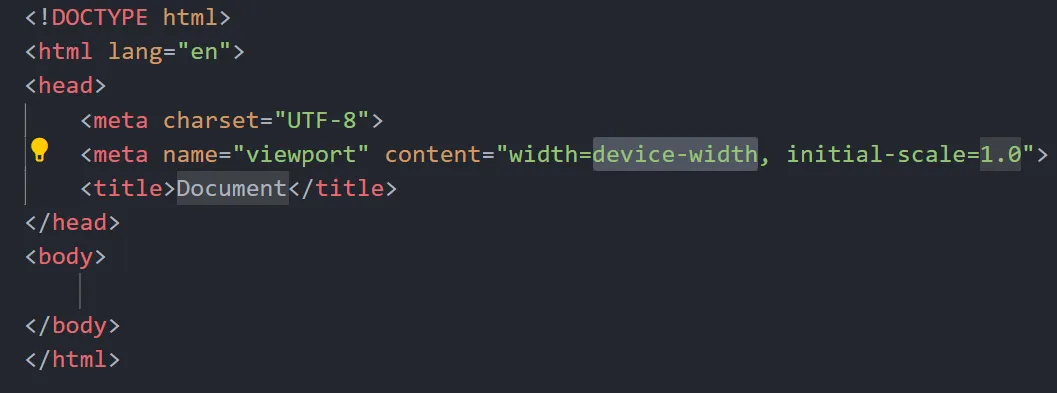 <!DOCTYPE html>
<html lang="en">
<head>
    <meta charset="UTF-8">
    <meta name="viewport" content="width=device-width, initial-scale=1.0">
    <title>Document</title>
</head>
<body>
</body>
</html>